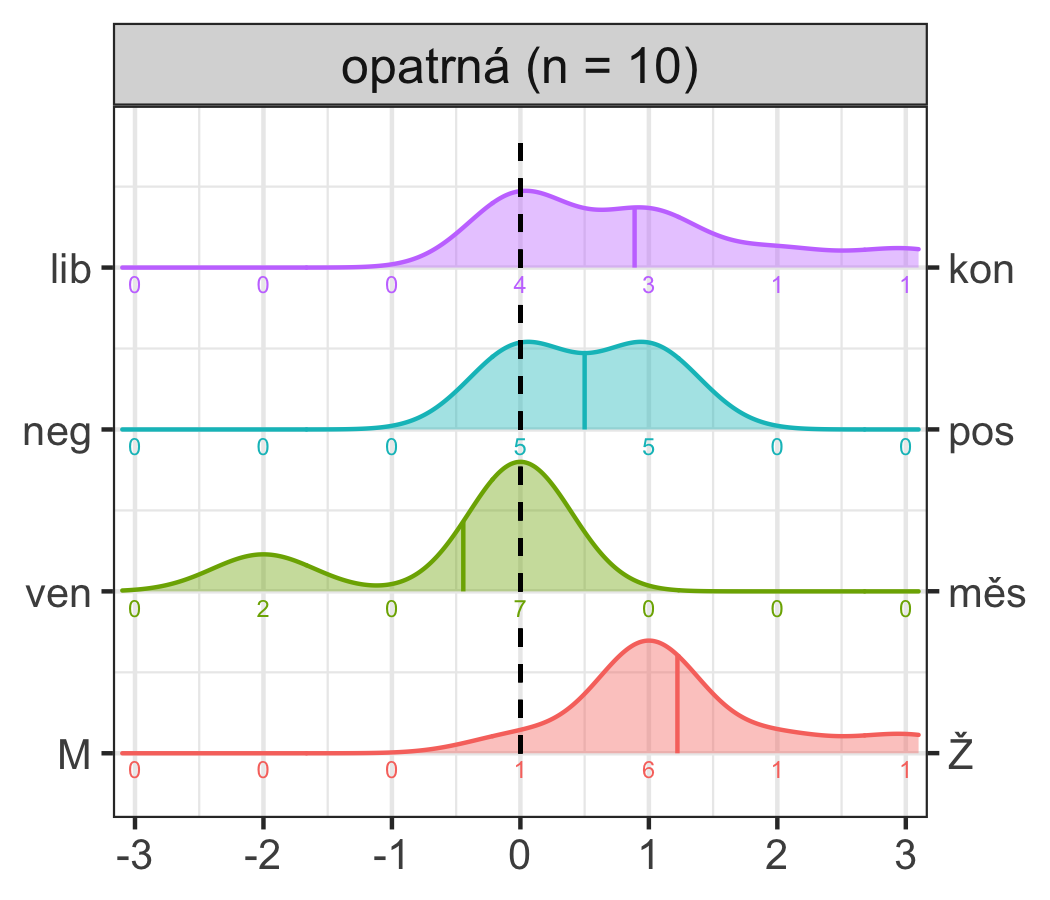 opatrná (n = 10)
lib 0 0 0 4 3 1 1 kon
neg 0 0 0 5 5 0 0 pos
ven 0 2 0 7 0 0 0 měs
M 0 0 0 1 6 1 1 Ž
-3 -2 -1 0 1 2 3